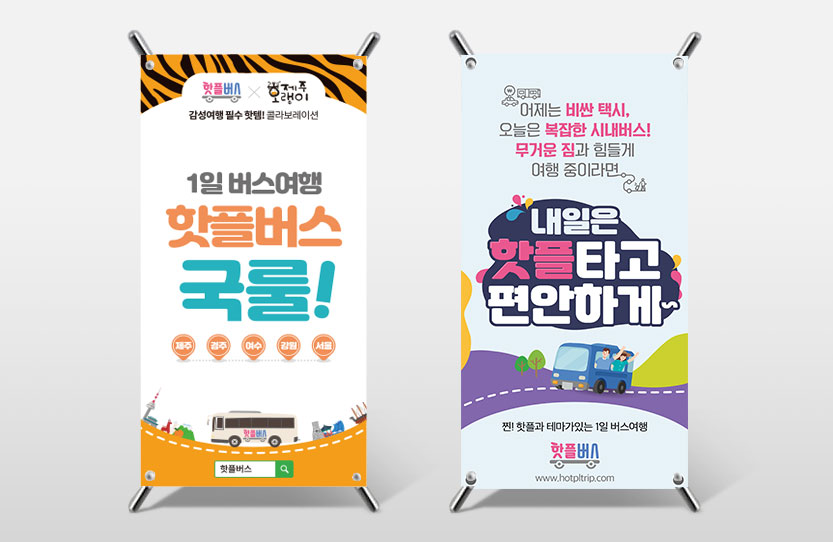 핫플버스 × 제주 호랭이
감성여행 필수 핫템! 콜라보레이션
1일 버스여행
핫플버스
국룰!
제주 경주 여수 강원 서울
핫플버스
핫플버스
어제는 비싼 택시,
오늘은 복잡한 시내버스!
무거운 짐과 힘들게
여행 중이라면
내일은
핫플타고
편안하게~
찐! 핫플과 테마가있는 1일 버스여행
핫플버스
www.hotpltrip.com